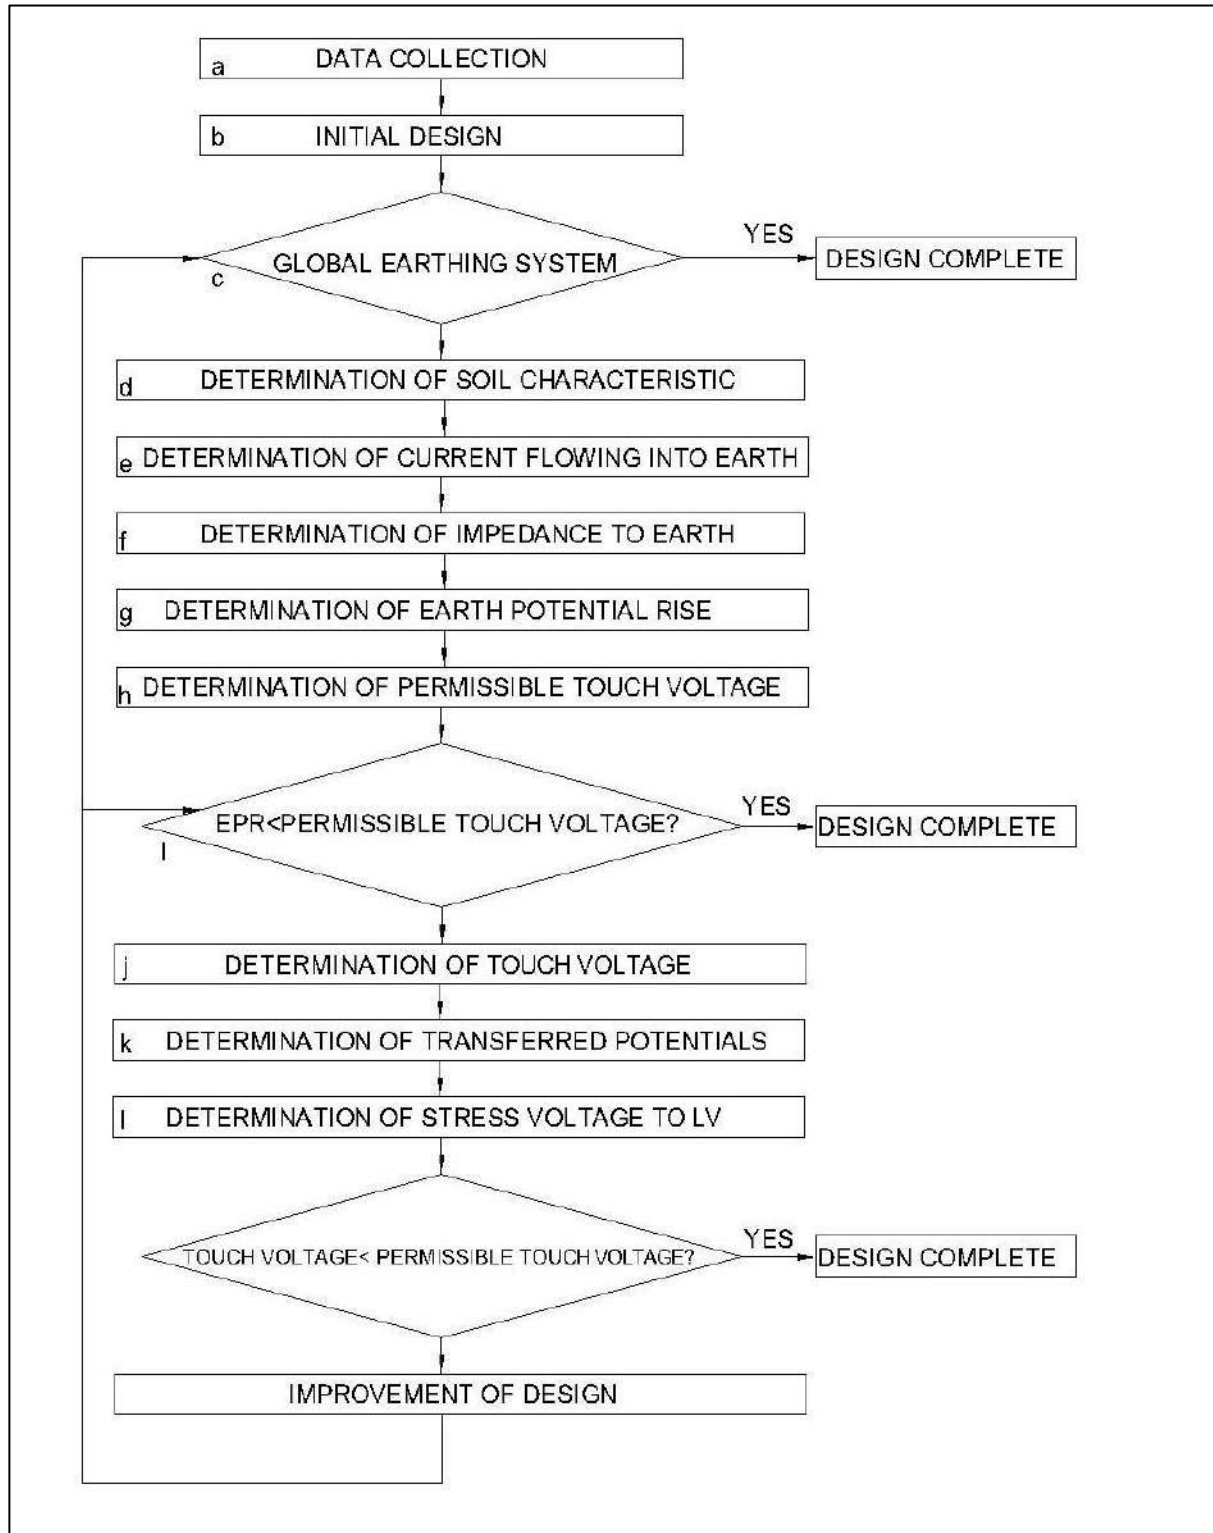 a DATA COLLECTION
b INITIAL DESIGN
YES
GLOBAL EARTHING SYSTEM
c
DESIGN COMPLETE
d DETERMINATION OF SOIL CHARACTERISTIC
e DETERMINATION OF CURRENT FLOWING INTO EARTH
f DETERMINATION OF IMPEDANCE TO EARTH
g DETERMINATION OF EARTH POTENTIAL RISE
h DETERMINATION OF PERMISSIBLE TOUCH VOLTAGE
YES
EPR<PERMISSIBLE TOUCH VOLTAGE?
I
DESIGN COMPLETE
j DETERMINATION OF TOUCH VOLTAGE
k DETERMINATION OF TRANSFERRED POTENTIALS
l DETERMINATION OF STRESS VOLTAGE TO LV
YES
TOUCH VOLTAGE< PERMISSIBLE TOUCH VOLTAGE?
DESIGN COMPLETE
IMPROVEMENT OF DESIGN